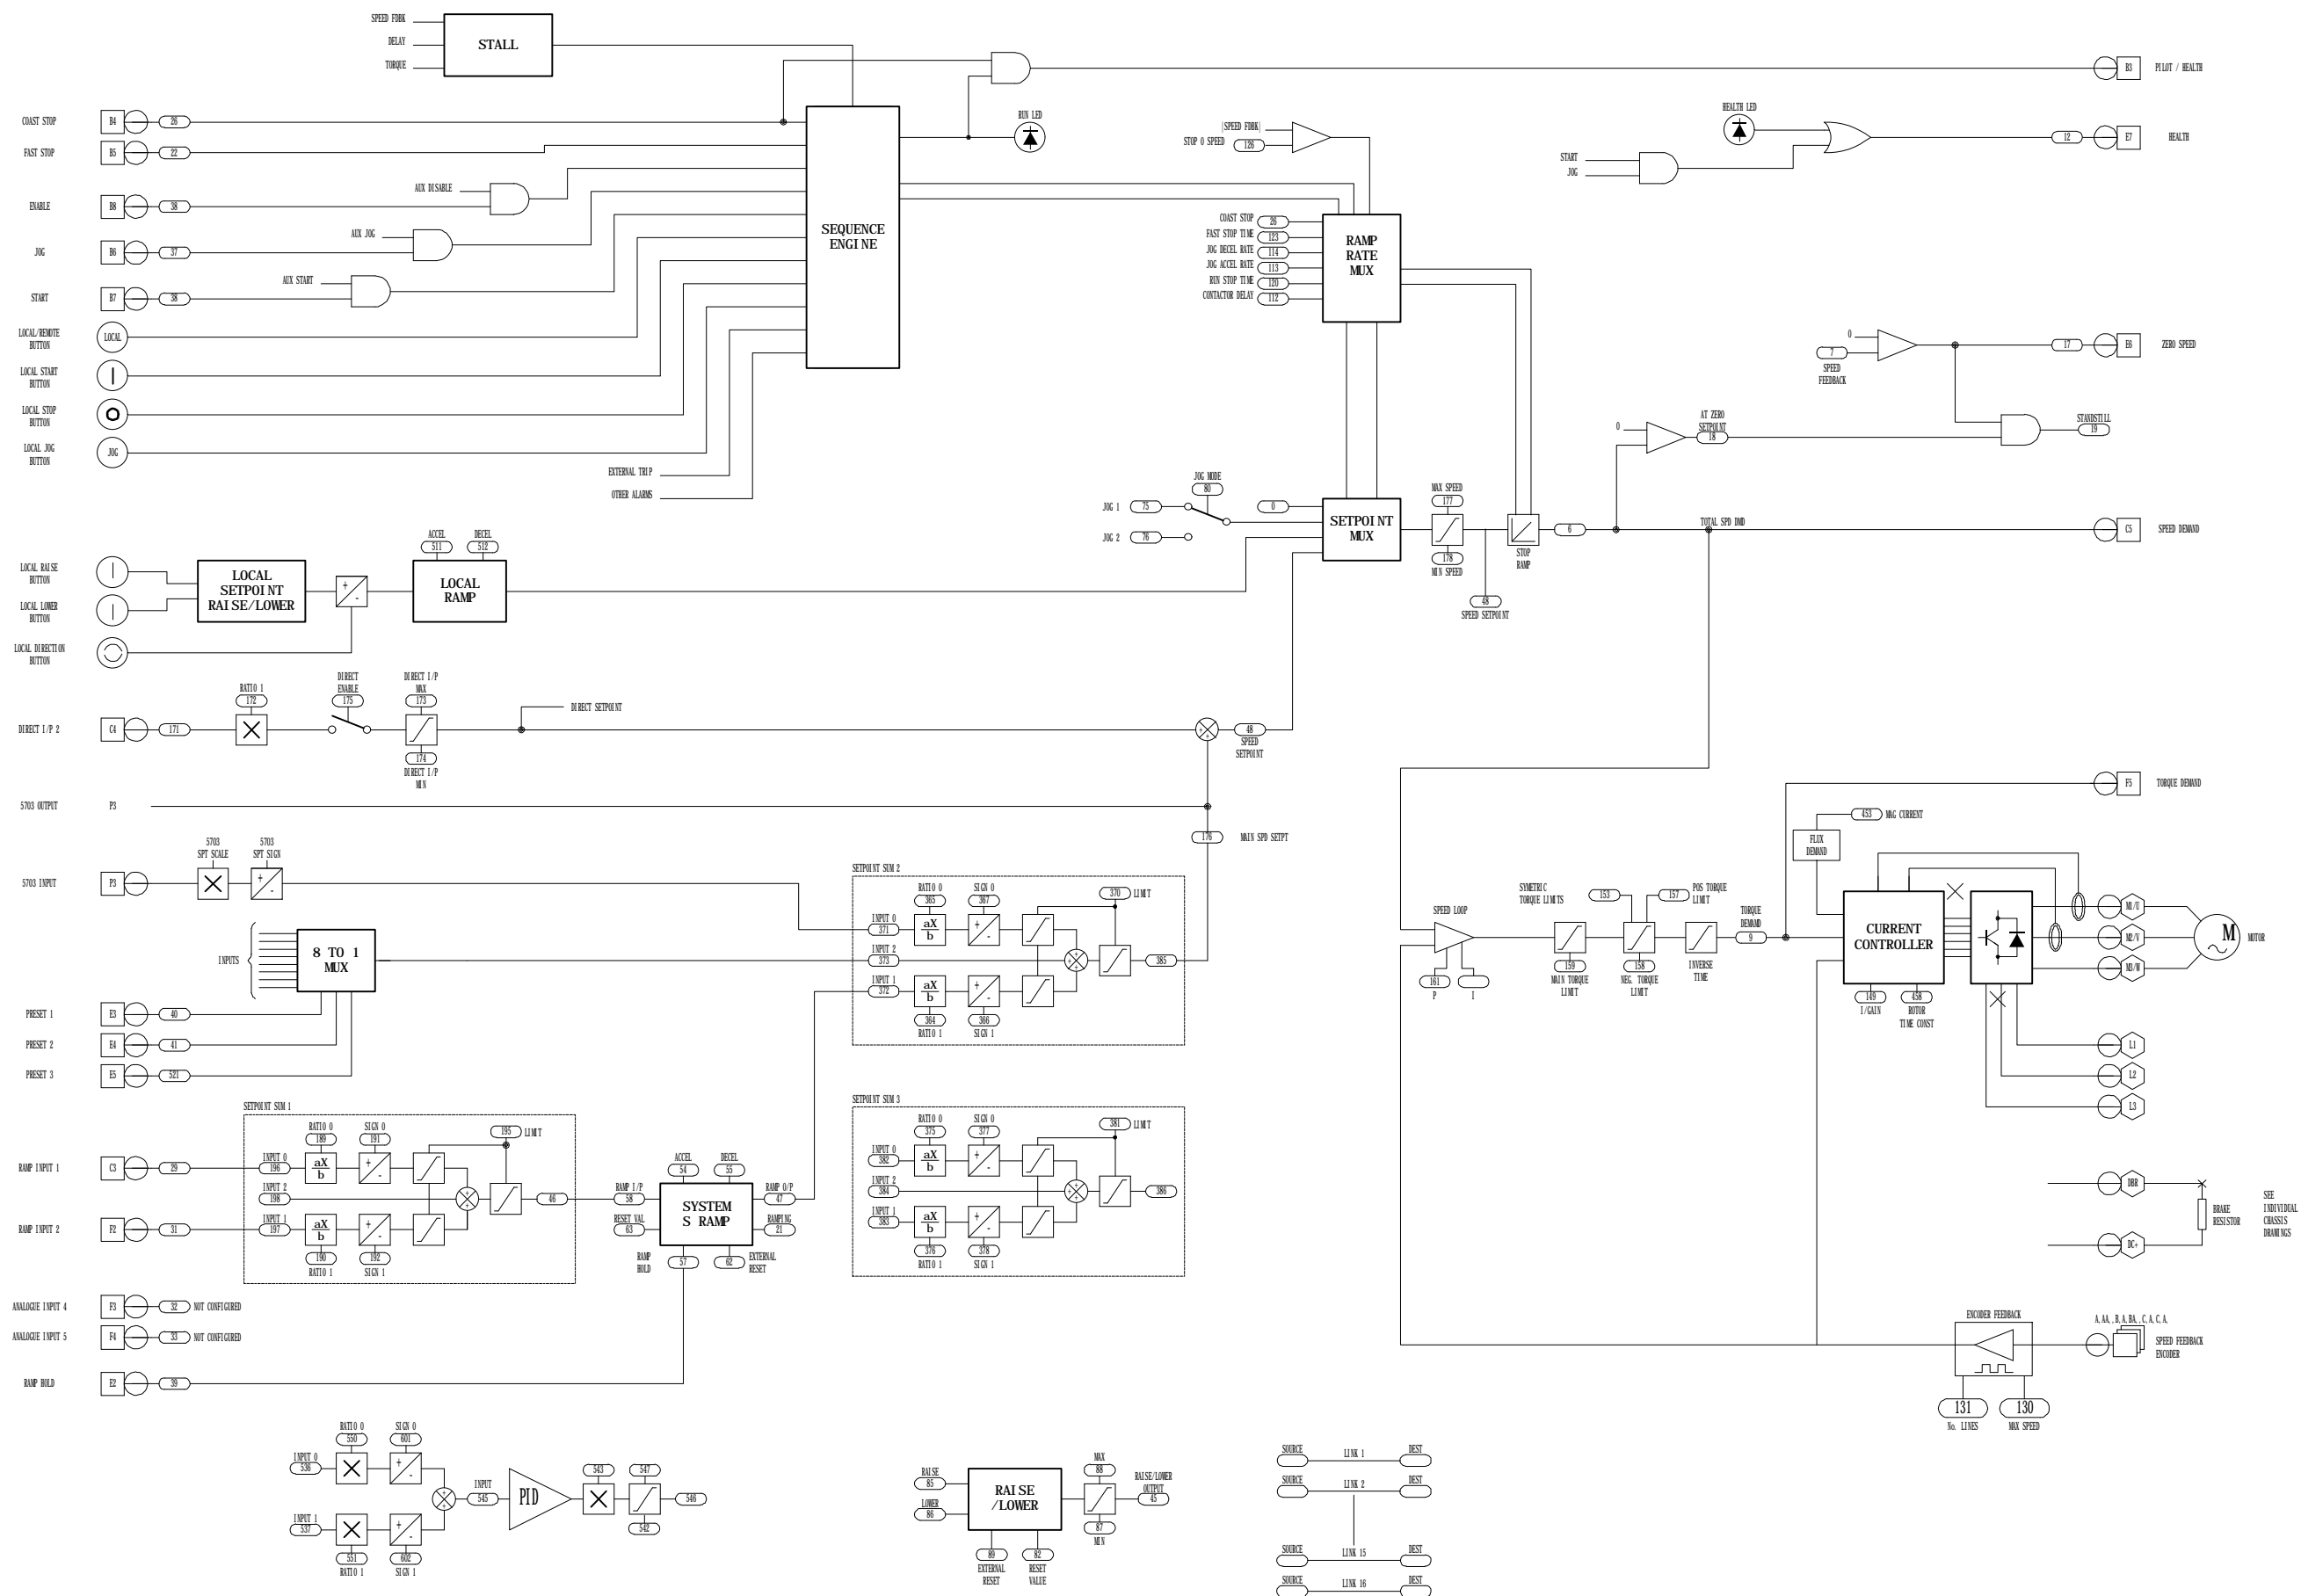 SPEED FDBK
DELAY
TORQUE
STALL
B3
PILOT / HEALTH
COAST STOP
B4
26
FAST STOP
B5
22
AUX DISABLE
ENABLE
B8
38
AUX JOG
JOG
B6
37
AUX START
START
B7
38
LOCAL/REMOTE
BUTTON
LOCAL
LOCAL START
BUTTON
LOCAL STOP
BUTTON
LOCAL JOG
BUTTON
JOG
EXTERNAL TRIP
OTHER ALARMS
SEQUENCE
ENGINE
RUN LED
|SPEED FDBK|
STOP 0 SPEED
126
HEALTH LED
START
JOG
12
E7
HEALTH
COAST STOP
26
FAST STOP TIME
123
JOG DECEL RATE
114
JOG ACCEL RATE
113
RUN STOP TIME
120
CONTACTOR DELAY
112
RAMP
RATE
MUX
0
7
SPEED
FEEDBACK
17
E6
ZERO SPEED
0
AT ZERO
SETPOINT
18
STANDSTILL
19
JOG MODE
80
JOG 1
75
JOG 2
76
0
SETPOINT
MUX
MAX SPEED
177
178
MIN SPEED
48
SPEED SETPOINT
STOP
RAMP
6
TOTAL SPD DMD
C5
SPEED DEMAND
LOCAL RAISE
BUTTON
LOCAL LOWER
BUTTON
LOCAL DIRECTION
BUTTON
LOCAL
SETPOINT
RAISE/LOWER
+
-
ACCEL
511
DECEL
512
LOCAL
RAMP
DIRECT I/P 2
C4
171
RATIO 1
172
DIRECT
ENABLE
175
DIRECT I/P
MAX
173
174
DIRECT I/P
MIN
DIRECT SETPOINT
48
SPEED
SETPOINT
5703 OUTPUT
P3
176
MAIN SPD SETPT
5703 INPUT
P3
5703
SPT SCALE
5703
SPT SIGN
+
-
INPUTS
8 TO 1
MUX
PRESET 1
E3
40
PRESET 2
E4
41
PRESET 3
E5
521
SETPOINT SUM 2
RATIO 0
365
SIGN 0
367
370
LIMIT
INPUT 0
371
aX
b
+
-
INPUT 2
373
385
INPUT 1
372
aX
b
+
-
364
RATIO 1
366
SIGN 1
SETPOINT SUM 1
RATIO 0
189
SIGN 0
191
195
LIMIT
RAMP INPUT 1
C3
29
INPUT 0
196
aX
b
+
-
INPUT 2
198
46
RAMP INPUT 2
F2
31
INPUT 1
197
aX
b
+
-
190
RATIO 1
192
SIGN 1
ACCEL
54
DECEL
55
RAMP I/P
58
RESET VAL
63
SYSTEM
S RAMP
RAMP O/P
47
RAMPING
21
RAMP
HOLD
57
62
EXTERNAL
RESET
SETPOINT SUM 3
RATIO 0
375
SIGN 0
377
381
LIMIT
INPUT 0
382
aX
b
+
-
INPUT 2
384
386
INPUT 1
383
aX
b
+
-
376
RATIO 1
378
SIGN 1
ANALOGUE INPUT 4
F3
32
NOT CONFIGURED
ANALOGUE INPUT 5
F4
33
NOT CONFIGURED
RAMP HOLD
E2
39
SPEED LOOP
161
P
I
SYMETRIC
TORQUE LIMITS
159
MAIN TORQUE
LIMIT
153
157
POS TORQUE
LIMIT
158
NEG. TORQUE
LIMIT
INVERSE
TIME
TORQUE
DEMAND
9
F5
TORQUE DEMAND
453
MAG CURRENT
FLUX
DEMAND
CURRENT
CONTROLLER
149
I/GAIN
458
ROTOR
TIME CONST
M1/U
M2/V
M3/W
M
MOTOR
L1
L2
L3
DBR
DC+
BRAKE
RESISTOR
SEE
INDIVIDUAL
CHASSIS
DRAWINGS
ENCODER FEEDBACK
A,AA,,B,A,BA,,C,A,C,A,
SPEED FEEDBACK
ENCODER
131
No. LINES
130
MAX SPEED
INPUT 0
536
RATIO 0
550
SIGN 0
601
+
-
INPUT 1
537
551
RATIO 1
602
SIGN 1
+
-
INPUT
545
PID
543
547
542
546
RAISE
85
LOWER
86
RAISE
/LOWER
89
EXTERNAL
RESET
82
RESET
VALUE
MAX
88
87
MIN
RAISE/LOWER
OUTPUT
45
SOURCE
LINK 1
DEST
SOURCE
LINK 2
DEST
SOURCE
LINK 15
DEST
SOURCE
LINK 16
DEST